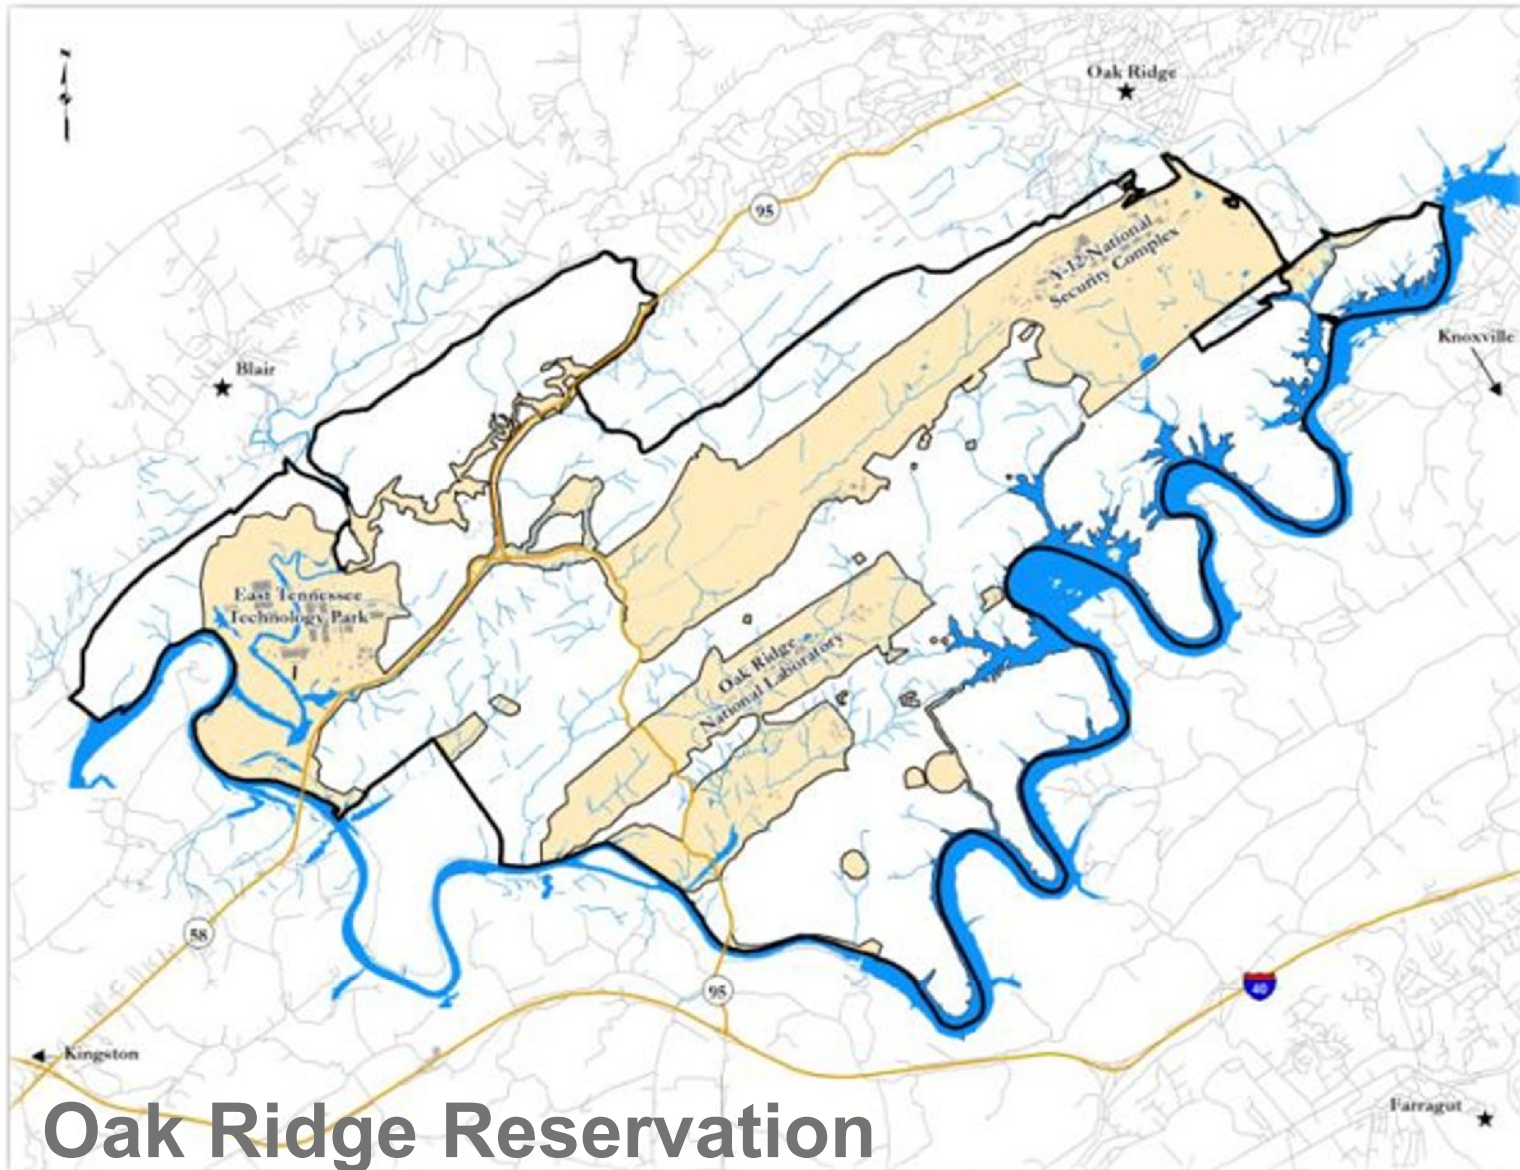 Oak Ridge
95
Y-12 National
Security Complex
Knoxville
Blair
East Tennessee
Technology Park
Oak Ridge
National Laboratory
58
95
40
Kingston
Farragut
Oak Ridge Reservation